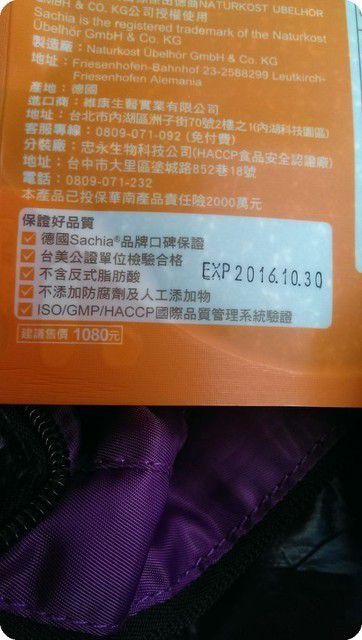 GMBH & CO. KG公司授權使用
Sachia is the registered trademark of the Naturkost
Übelhör GmbH & Co. KG
製造廠：Naturkost Übelhör GmbH & Co. KG
地址：Friesenhofen-Bahnhof 23-2588299 Leutkirch-
Friesenhofen Alemania
產地：德國
進口商：維康生醫實業有限公司
地址：台北市內湖區洲子街70號2樓之1(內湖科技園區)
客服專線：0809-071-092 (免付費)
分裝廠：忠永生物科技公司(HACCP食品安全認證廠)
地址：台中市大里區塗城路852巷18號
電話：0809-071-232
本產品已投保華南產品責任險2000萬元
保證好品質
德國Sachia®品牌口碑保證
台美公證單位檢驗合格
不含反式脂肪酸
EXP 2016.10.30
不添加防腐劑及人工添加物
ISO/GMP/HACCP國際品質管理系統驗證
建議售價 1080元